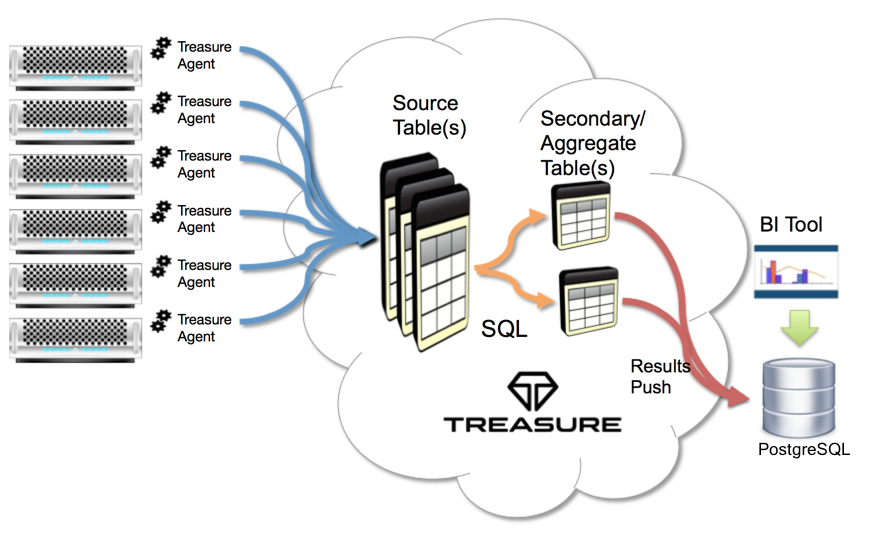 Treasure
Agent
Treasure
Agent
Treasure
Agent
Treasure
Agent
Treasure
Agent
Treasure
Agent
Source
Table(s)
Secondary/
Aggregate
Table(s)
SQL
Results
Push
TREASURE
BI Tool
PostgreSQL